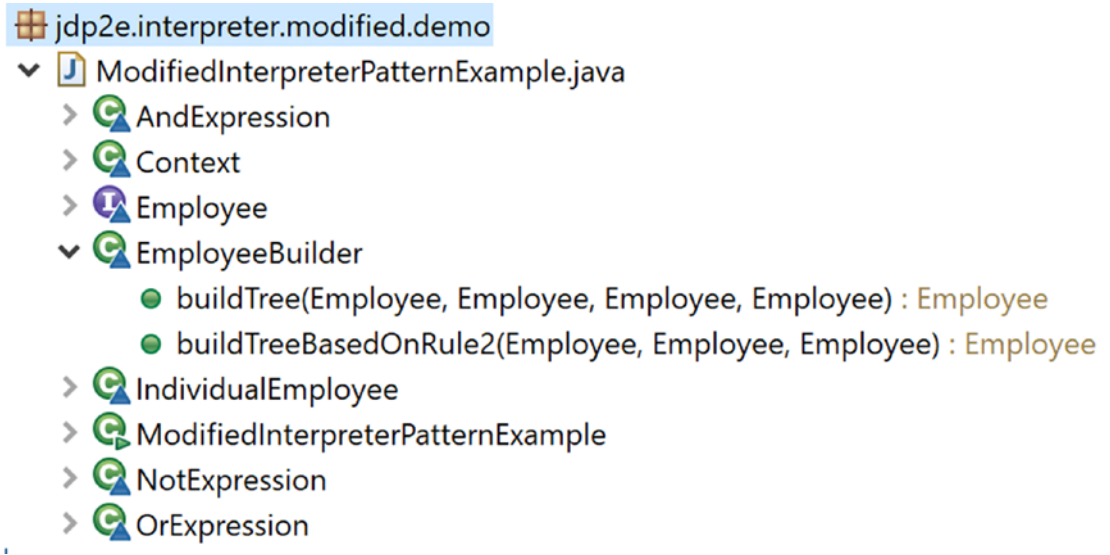 jdp2e.interpreter.modified.demo
ModifiedInterpreterPatternExample.java
AndExpression
Context
Employee
EmployeeBuilder
buildTree(Employee, Employee, Employee, Employee) : Employee
buildTreeBasedOnRule2(Employee, Employee, Employee) : Employee
IndividualEmployee
ModifiedInterpreterPatternExample
NotExpression
OrExpression